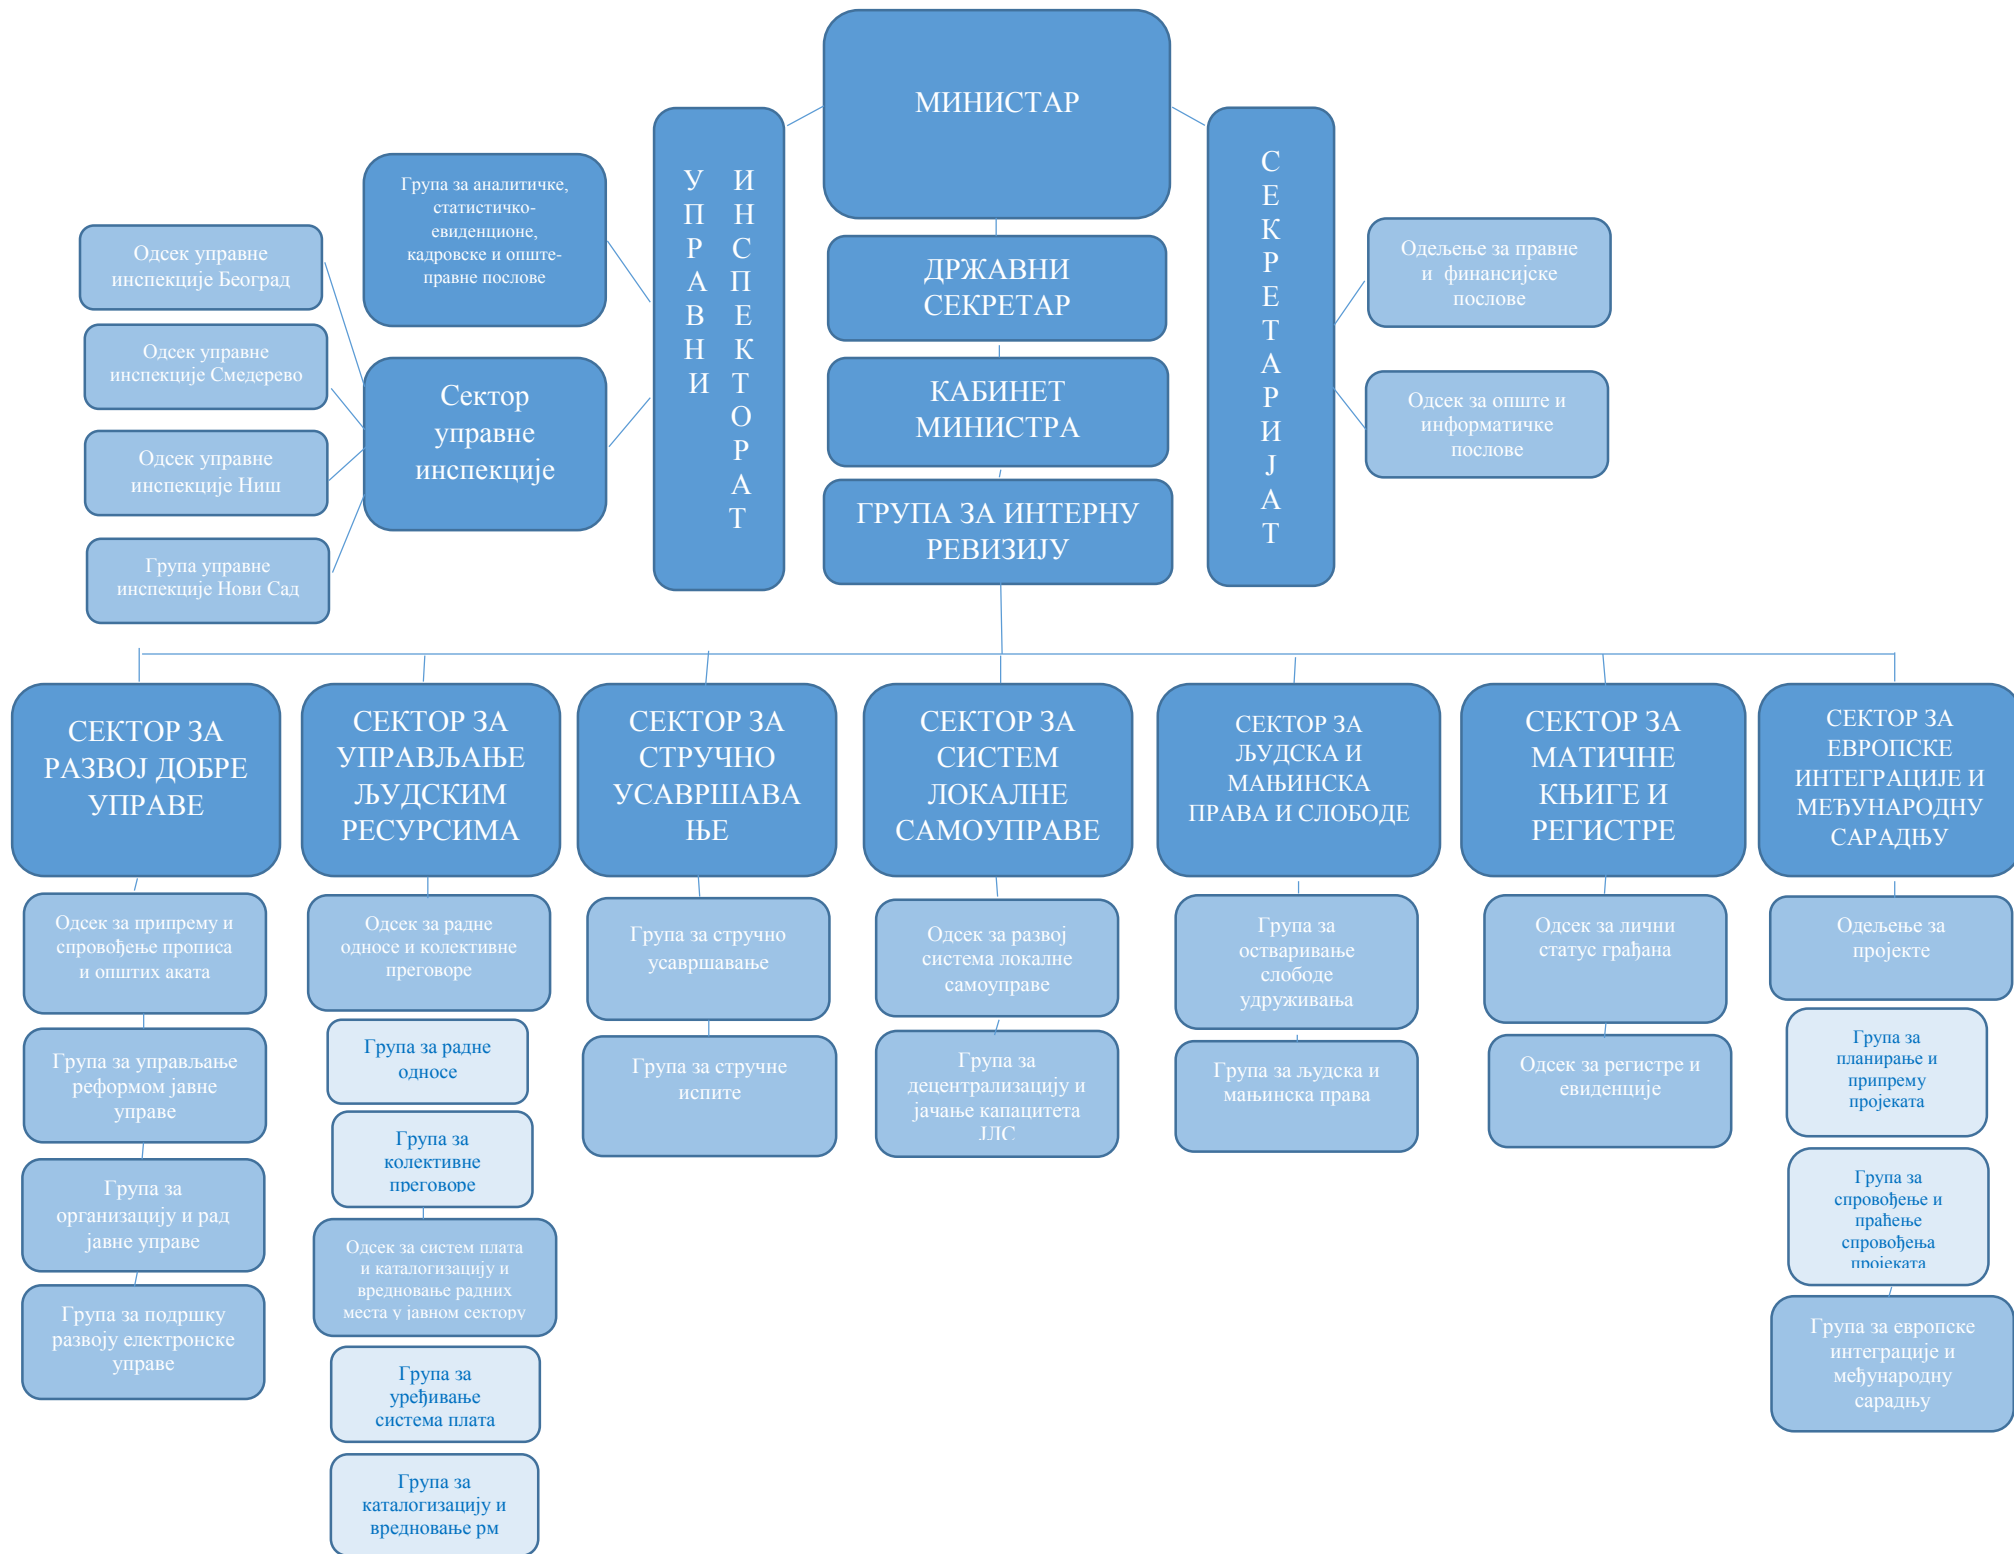 МИНИСТАР
УПРАВНИ
ИНСПЕКТОРАТ
СЕКРЕТАРИЈАТ
Група за аналитичке,
статистичко-
евиденционе,
кадровске и опште-
правне послове
Одсек управне
инспекције Београд
Одсек управне
инспекције Смедерево
Одсек управне
инспекције Ниш
Група управне
инспекције Нови Сад
Сектор
управне
инспекције
ДРЖАВНИ
СЕКРЕТАР
КАБИНЕТ
МИНИСТРА
ГРУПА ЗА ИНТЕРНУ
РЕВИЗИЈУ
Одељење за правне
и финансијске
послове
Одсек за опште и
информатичке
послове
СЕКТОР ЗА
РАЗВОЈ ДОБРЕ
УПРАВЕ
Одсек за припрему и
спровођење прописа
и општих аката
Група за управљање
реформом јавне
управе
Група за
организацију и рад
јавне управе
Група за подршку
развоју електронске
управе
СЕКТОР ЗА
УПРАВЉАЊЕ
ЉУДСКИМ
РЕСУРСИМА
Одсек за радне
односе и колективне
преговоре
Група за радне
односе
Група за
колективне
преговоре
Одсек за систем плата
и каталогизацију и
вредновање радних
места у јавном сектору
Група за
уређивање
система плата
Група за
каталогизацију и
вредновање рм
СЕКТОР ЗА
СТРУЧНО
УСАВРШАВА
ЊЕ
Група за стручно
усавршавање
Група за стручне
испите
СЕКТОР ЗА
СИСТЕМ
ЛОКАЛНЕ
САМОУПРАВЕ
Одсек за развој
система локалне
самоуправе
Група за
децентрализацију и
јачање капацитета
ЈЛС
СЕКТОР ЗА
ЉУДСКА И
МАЊИНСКА
ПРАВА И СЛОБОДЕ
Група за
остваривање
слободе
удруживања
Група за људска и
мањинска права
СЕКТОР ЗА
МАТИЧНЕ
КЊИГЕ И
РЕГИСТРЕ
Одсек за лични
статус грађана
Одсек за регистре и
евиденције
СЕКТОР ЗА
ЕВРОПСКЕ
ИНТЕГРАЦИЈЕ И
МЕЂУНАРОДНУ
САРАДЊУ
Одељење за
пројекте
Група за
планирање и
припрему
пројеката
Група за
спровођење и
праћење
спровођења
пројеката
Група за европске
интеграције и
међународну
сарадњу